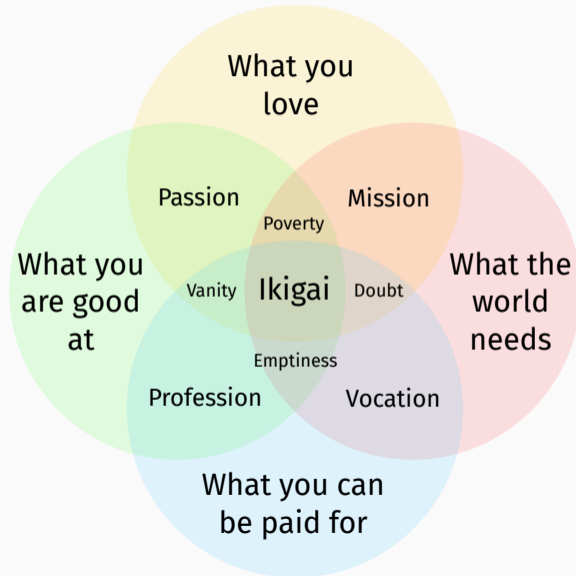 What you
love
Passion
Mission
Poverty
What you
are good
at
What the
world
needs
Vanity
Ikigai
Doubt
Emptiness
Profession
Vocation
What you can
be paid for